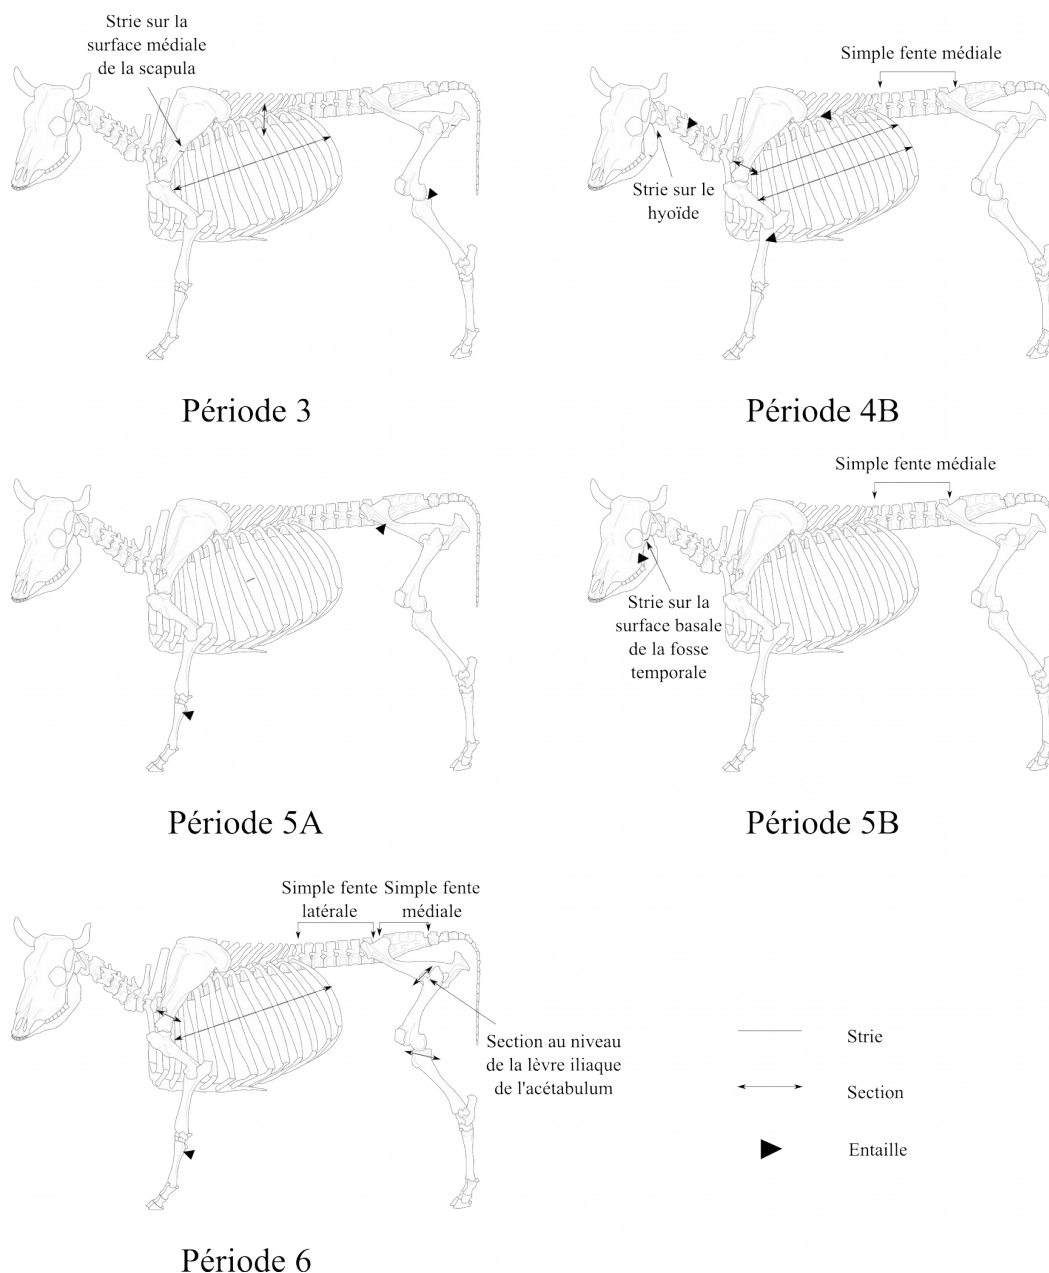 Strie sur la
surface médiale
de la scapula
Période 3
Simple fente médiale
Strie sur le
hyoïde
Période 4B
Période 5A
Simple fente médiale
Strie sur la
surface basale
de la fosse
temporale
Période 5B
Simple fente
latérale
Simple fente
médiale
Section au niveau
de la lèvre iliaque
de l'acétabulum
Période 6
Strie
Section
Entaille